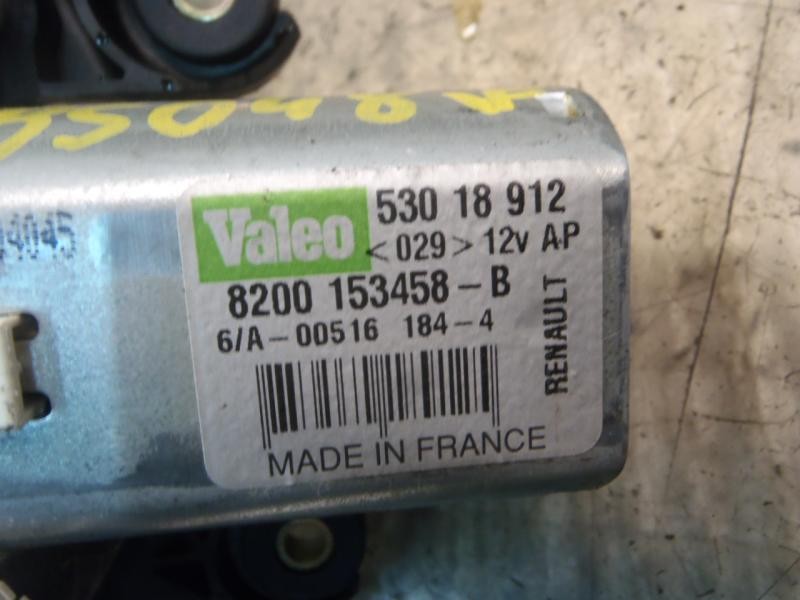 Valeo 530 18 912
<029> 12v AP
8200 153458-B
6/A-00516 184-4
RENAULT
MADE IN FRANCE